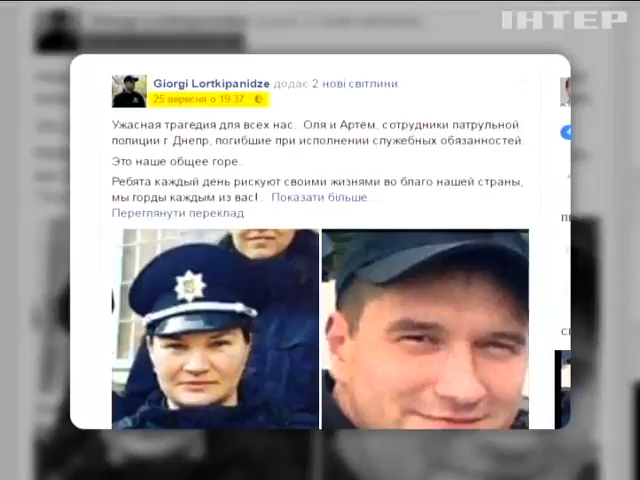 ІНТЕР
Giorgi Lortkipanidze додас 2 нові світлини
25 вересня о 19:37
Ужасная трагедия для всех нас. Оля и Артём, сотрудники патрульной
полиции г Днепр, погибшие при исполнении служебных обязанностей.
Это наше общее горе.
Ребята каждый день рискуют своими жизнями во благо нашей страны,
мы горды каждым из вас!. Показати більше...
Переглянути переклад